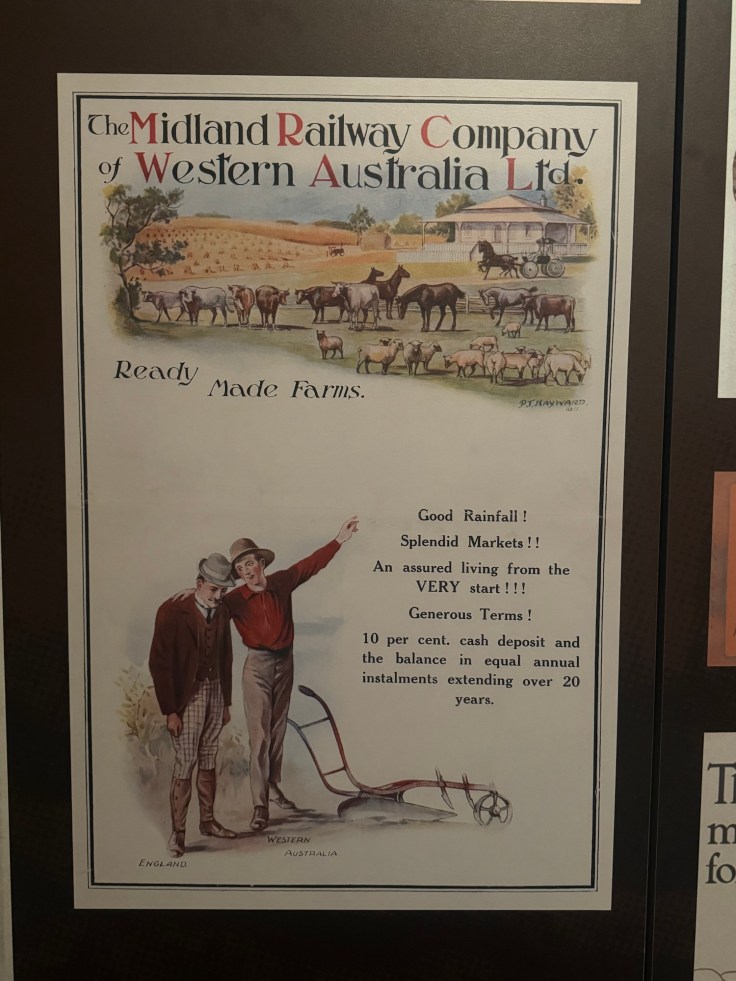 The Midland Railway Company
of Western Australia Ltd.
Ready Made Farms.
P.T. HAYWARD.
Good Rainfall!
Splendid Markets!!
An assured living from the
VERY start!!!
Generous Terms!
10 per cent. cash deposit and
the balance in equal annual
instalments extending over 20
years.
WESTERN
AUSTRALIA.
ENGLAND.